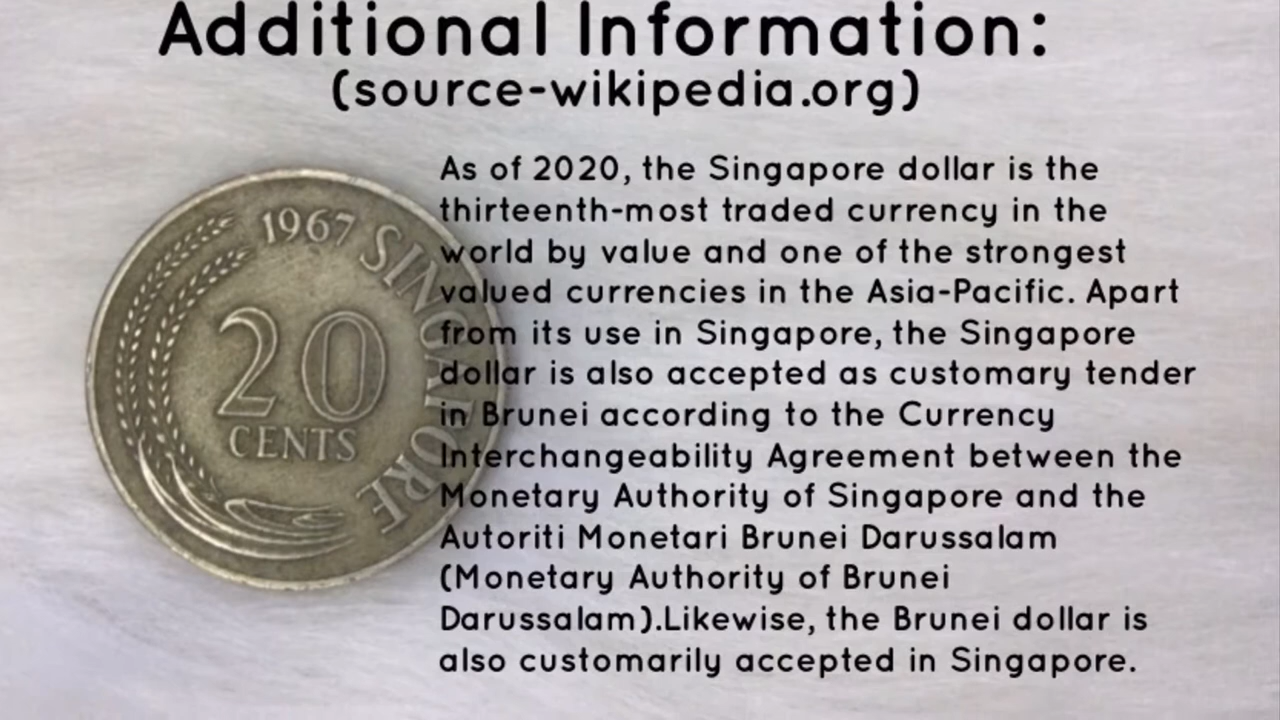 Additional Information:
(source-wikipedia.org)
1967
SINGAPORE
20
CENTS
As of 2020, the Singapore dollar is the
thirteenth-most traded currency in the
world by value and one of the strongest
valued currencies in the Asia-Pacific. Apart
from its use in Singapore, the Singapore
dollar is also accepted as customary tender
in Brunei according to the Currency
Interchangeability Agreement between the
Monetary Authority of Singapore and the
Autoriti Monetari Brunei Darussalam
(Monetary Authority of Brunei
Darussalam).Likewise, the Brunei dollar is
also customarily accepted in Singapore.